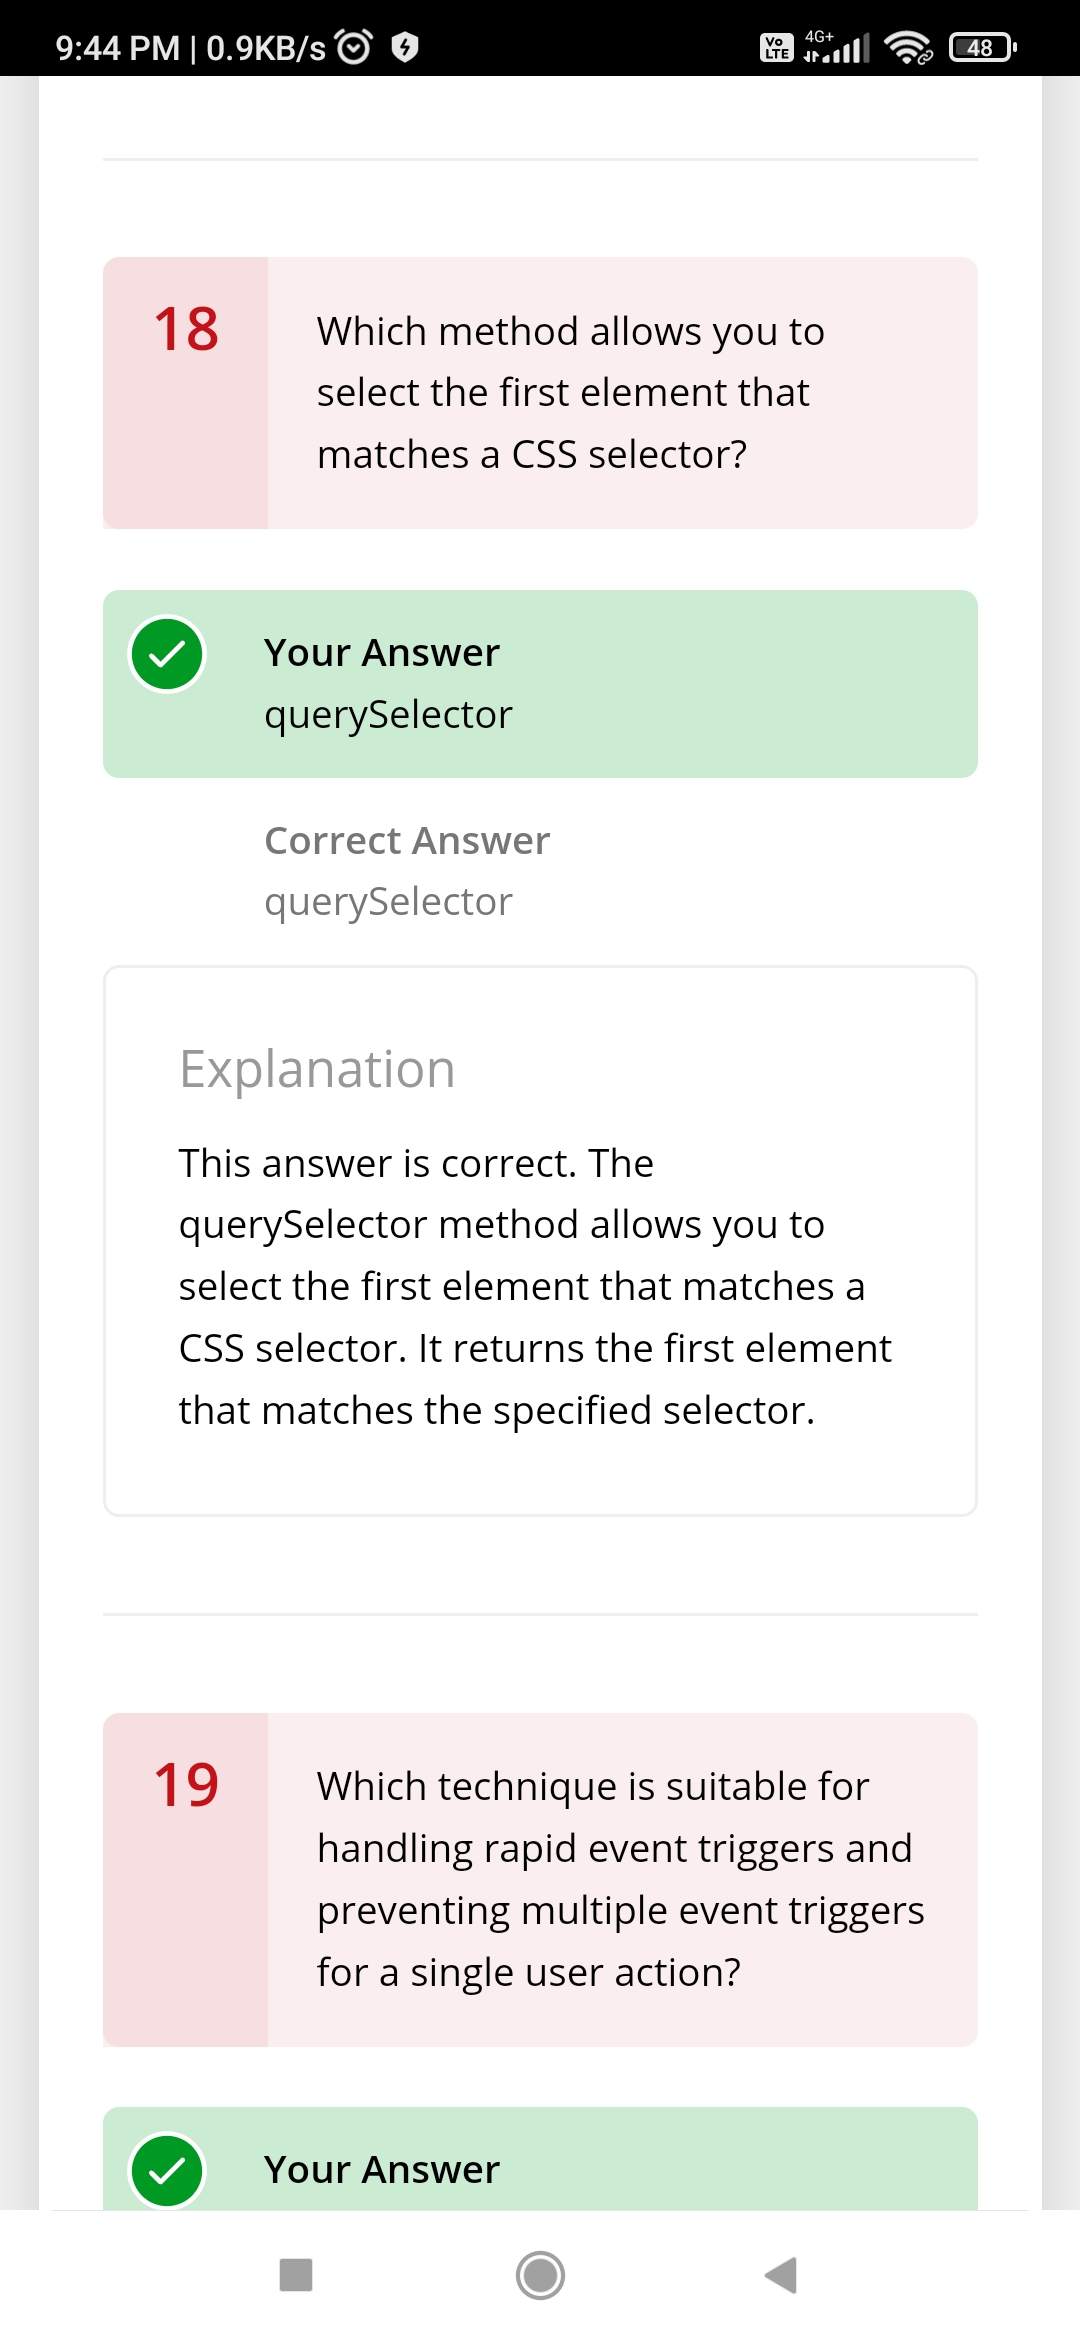 9:44 PM | 0.9KB/s
Vo LTE 4G+ 48
18
Which method allows you to
select the first element that
matches a CSS selector?
Your Answer
querySelector
Correct Answer
querySelector
Explanation
This answer is correct. The
querySelector method allows you to
select the first element that matches a
CSS selector. It returns the first element
that matches the specified selector.
19
Which technique is suitable for
handling rapid event triggers and
preventing multiple event triggers
for a single user action?
Your Answer